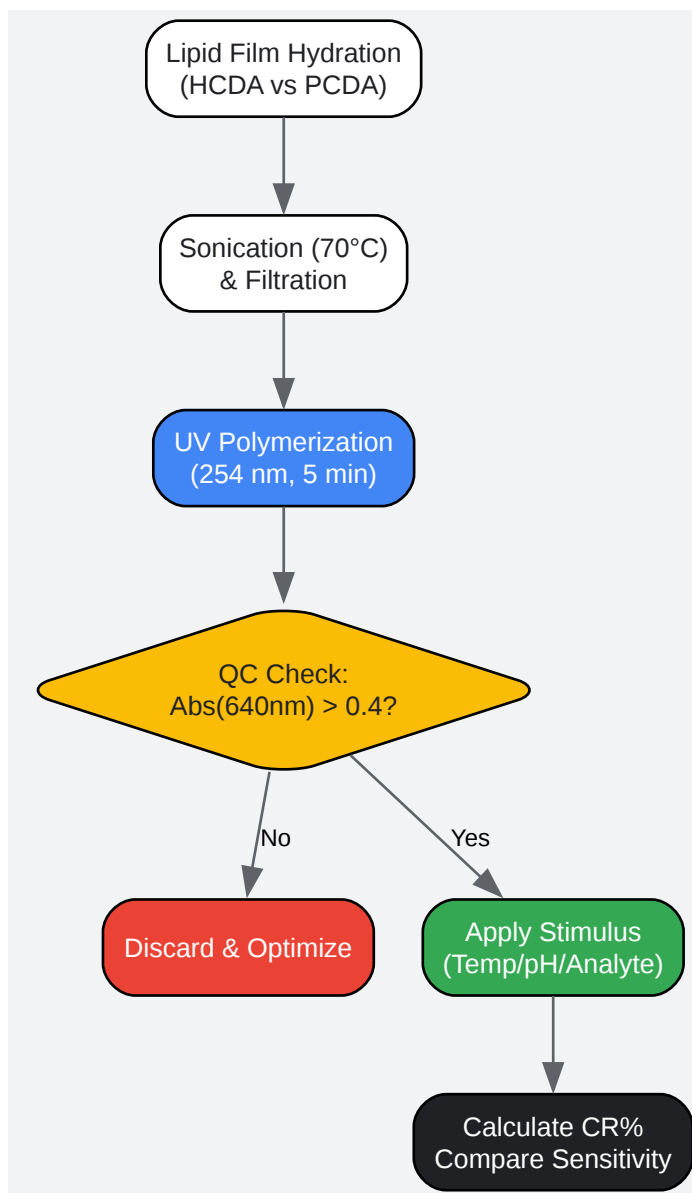 Lipid Film Hydration
(HCDA vs PCDA)
Sonication (70°C)
& Filtration
UV Polymerization
(254 nm, 5 min)
QC Check:
Abs(640nm) > 0.4?
No
Yes
Discard & Optimize
Apply Stimulus
(Temp/pH/Analyte)
Calculate CR%
Compare Sensitivity